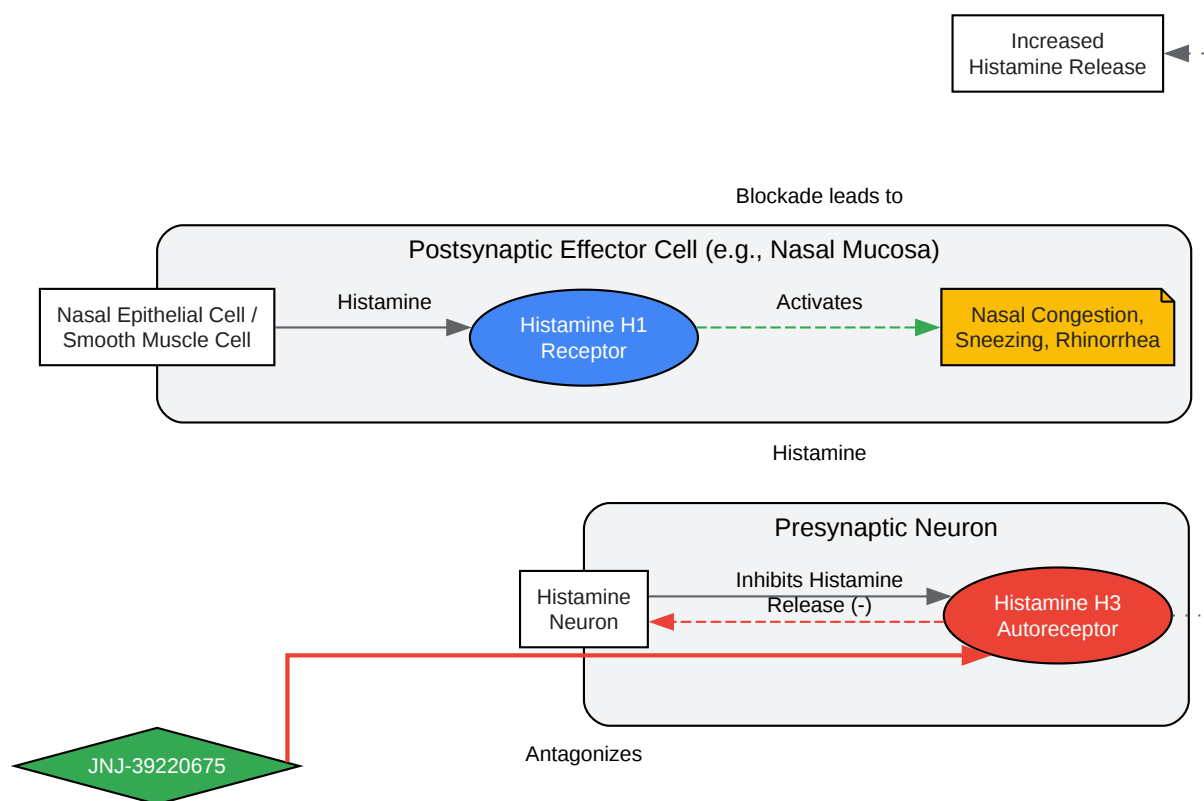 Increased
Histamine Release
Blockade leads to
Postsynaptic Effector Cell (e.g., Nasal Mucosa)
Nasal Epithelial Cell /
Smooth Muscle Cell
Histamine
Histamine H1
Receptor
Activates
Nasal Congestion,
Sneezing, Rhinorrhea
Histamine
Presynaptic Neuron
Histamine
Neuron
Inhibits Histamine
Release (-)
Histamine H3
Autoreceptor
Antagonizes
JNJ-39220675